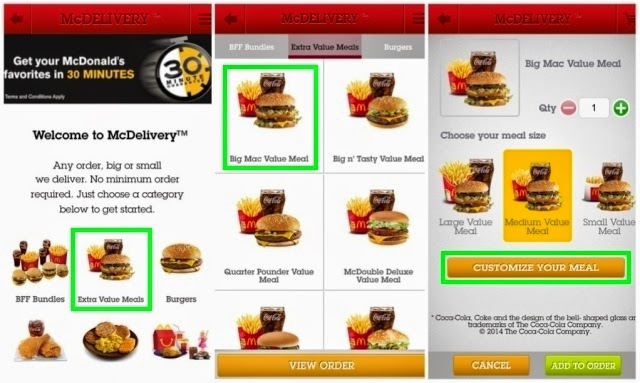 McDELIVERY™
Get your McDonald's
favorites in 30 MINUTES
30
MINUTE
Terms and Conditions Apply
Welcome to McDelivery™
Any order, big or small
we deliver. No minimum order
required. Just choose a category
below to get started.
BFF Bundles
Extra Value Meals
Burgers
McDELIVERY™
BFF Bundles
Extra Value Meals
Burgers
Big Mac Value Meal
Big n' Tasty Value Meal
Quarter Pounder Value
Meal
McDouble Deluxe
Value Meal
VIEW ORDER
McDELIVERY™
Big Mac Value Meal
Qty
1
Choose your meal size
Large Value
Meal
Medium Value
Meal
Small Value
Meal
CUSTOMIZE YOUR MEAL
* Coca-Cola, Coke and the design of the bell- shaped glass ar
trademarks of The Coca-Cola Company.
© 2014 The Coca-Cola Company.
CANCEL
ADD TO ORDER